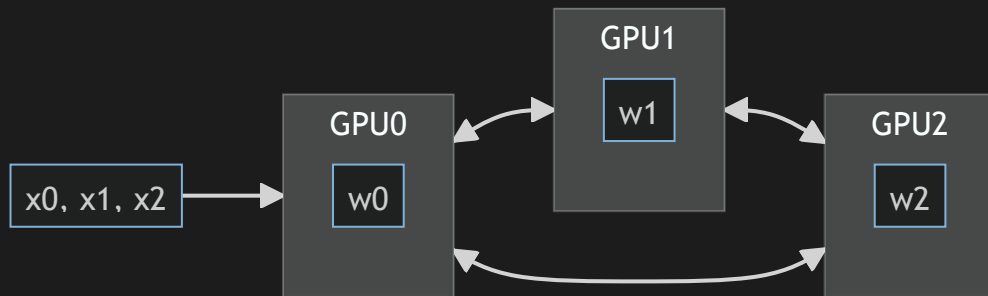 GPU1
w1
GPU0
w0
GPU2
w2
x0, x1, x2